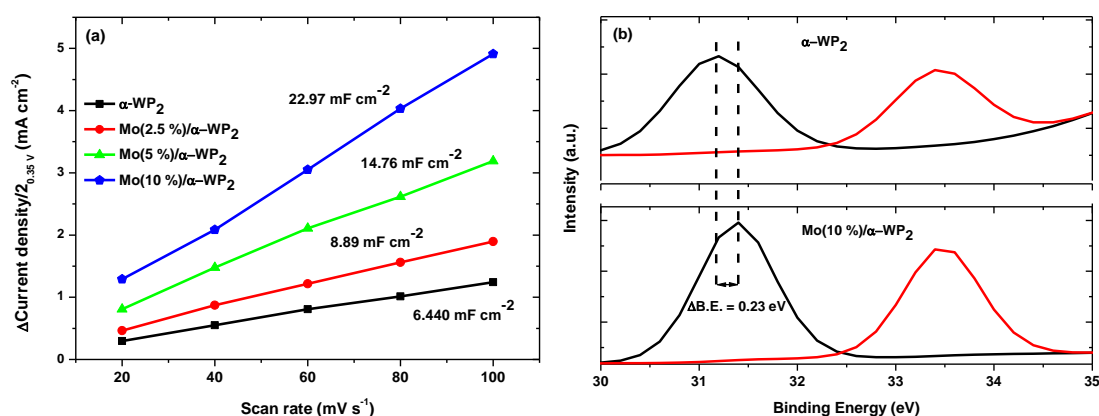 (a)
ΔCurrent density/2₀.₃₅ ᵥ (mA cm⁻²)
5
4
3
2
1
0
α-WP₂
Mo(2.5 %)/α–WP₂
Mo(5 %)/α–WP₂
Mo(10 %)/α–WP₂
22.97 mF cm⁻²
14.76 mF cm⁻²
8.89 mF cm⁻²
6.440 mF cm⁻²
20 40 60 80 100
Scan rate (mV s⁻¹)
(b)
α–WP₂
Intensity (a.u.)
Mo(10 %)/α–WP₂
ΔB.E. = 0.23 eV
30 31 32 33 34 35
Binding Energy (eV)